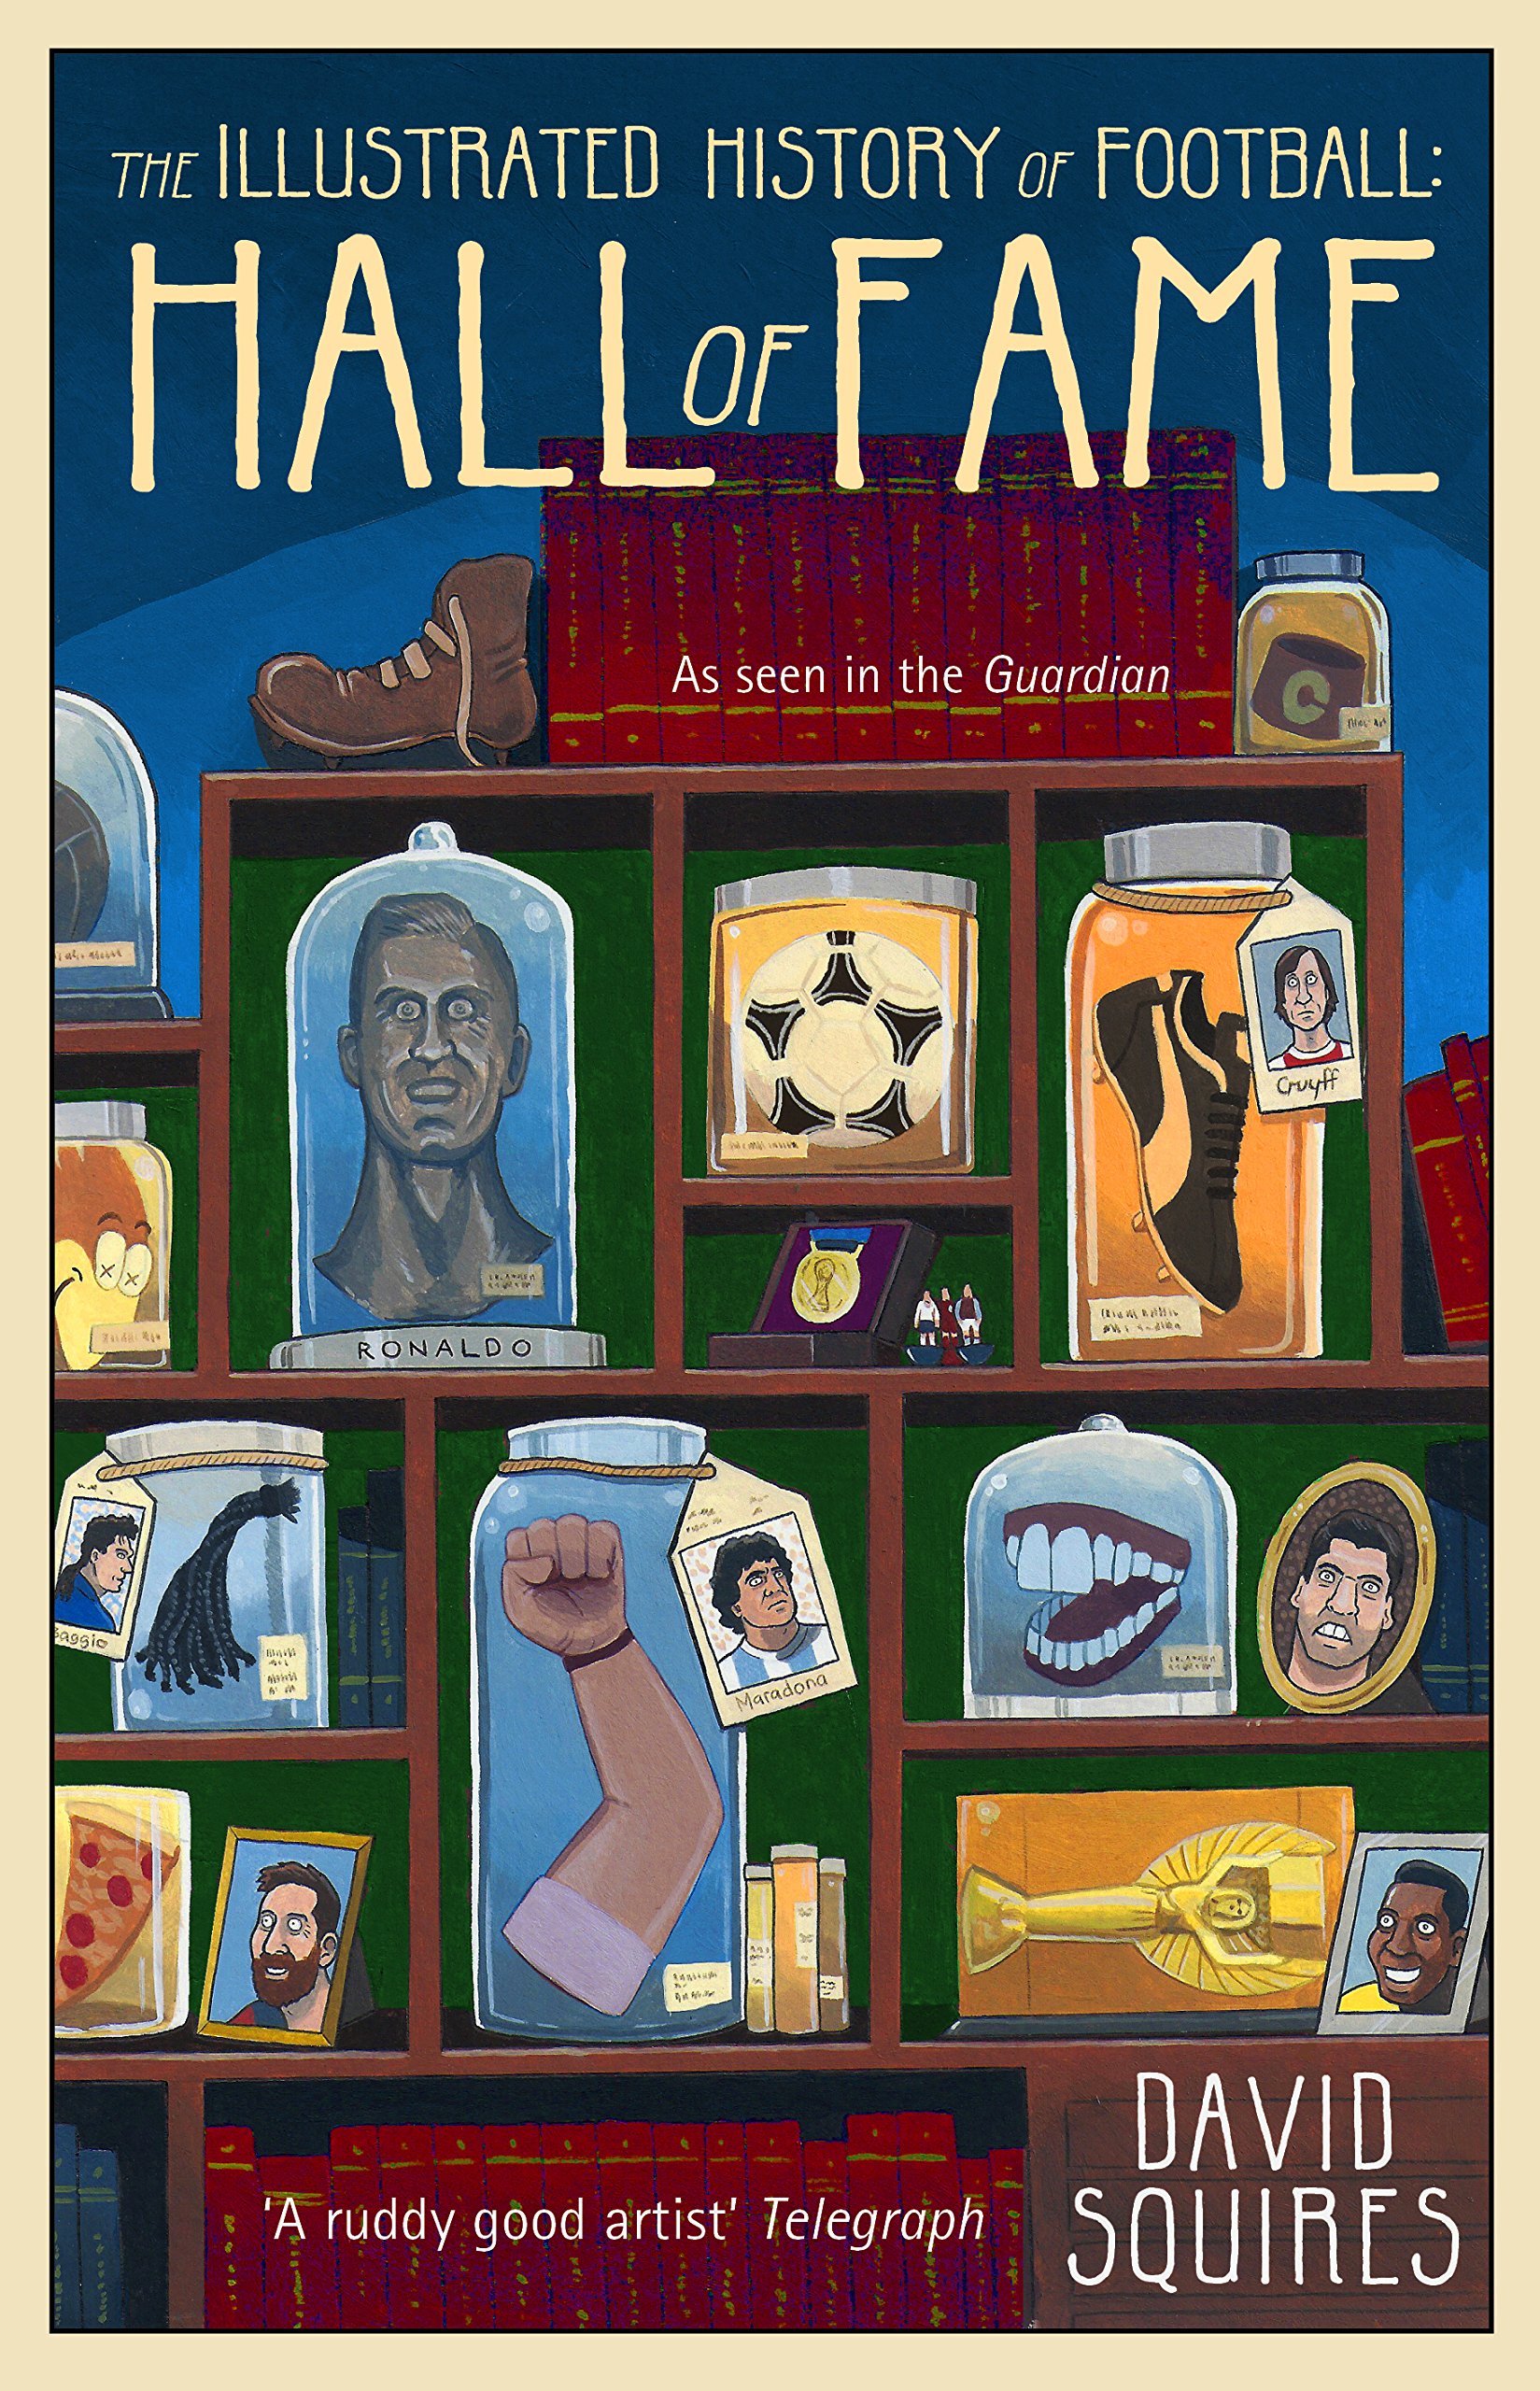 THE ILLUSTRATED HISTORY OF FOOTBALL:
HALL OF FAME
As seen in the Guardian
C
Cruyff
RONALDO
Baggio
Maradona
DAVID
SQUIRES
'A ruddy good artist' Telegraph